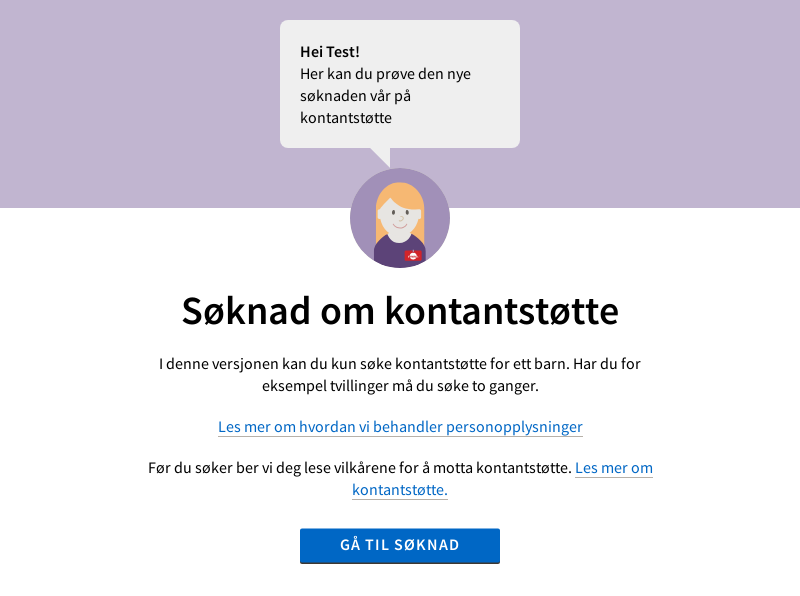 Hei Test!
Her kan du prøve den nye
søknaden vår på
kontantstøtte
Søknad om kontantstøtte
I denne versjonen kan du kun søke kontantstøtte for ett barn. Har du for
eksempel tvillinger må du søke to ganger.
Les mer om hvordan vi behandler personopplysninger
Før du søker ber vi deg lese vilkårene for å motta kontantstøtte. Les mer om
kontantstøtte.
GÅ TIL SØKNAD